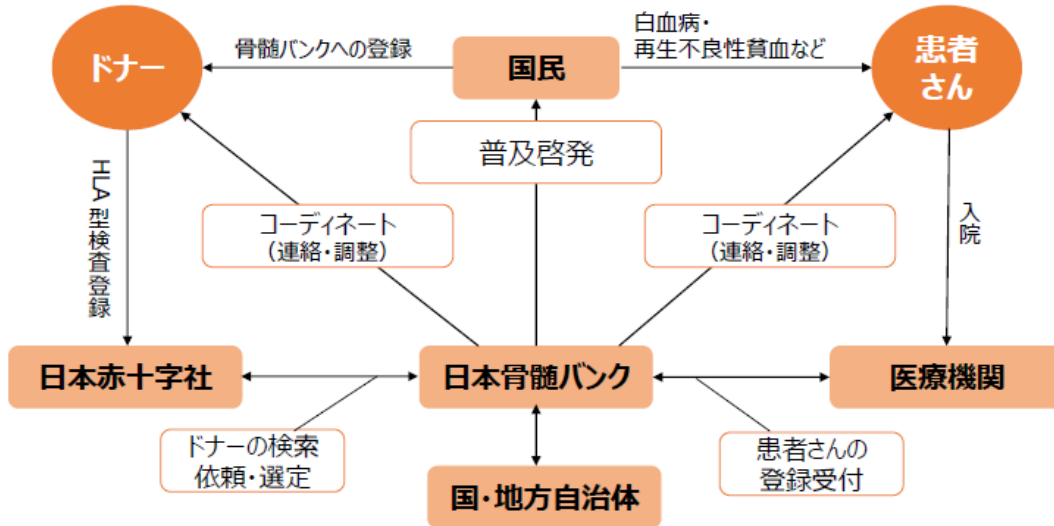 ドナー
骨髄バンクへの登録
国民
白血病・
再生不良性貧血など
患者
さん
普及啓発
HLA型検査登録
コーディネート
（連絡・調整）
コーディネート
（連絡・調整）
入院
日本赤十字社
日本骨髄バンク
医療機関
ドナーの検索
依頼・選定
国・地方自治体
患者さんの
登録受付